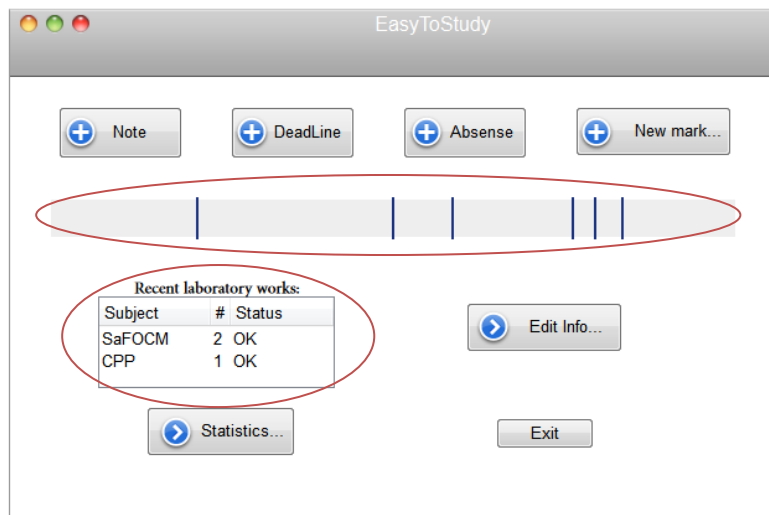 EasyToStudy
Note DeadLine Absense New mark...
Recent laboratory works:
Subject # Status
SaFOCM 2 OK
CPP 1 OK
Edit Info...
Statistics...
Exit